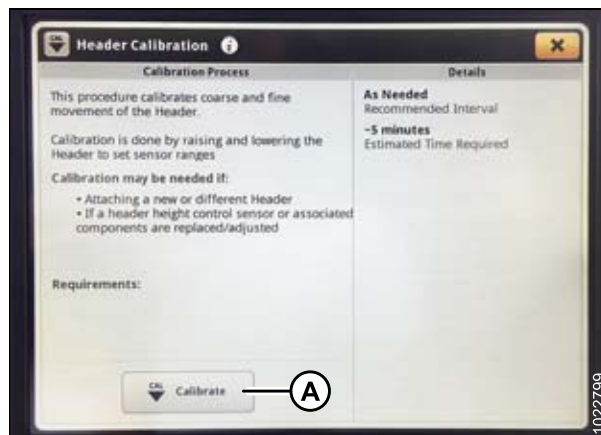 CAL Header Calibration i
Calibration Process
This procedure calibrates coarse and fine
movement of the Header.
Calibration is done by raising and lowering the
Header to set sensor ranges
Calibration may be needed if:
• Attaching a new or different Header
• If a header height control sensor or associated
components are replaced/adjusted
Requirements:
CAL Calibrate
A
Details
As Needed
Recommended Interval
~5 minutes
Estimated Time Required
1022799